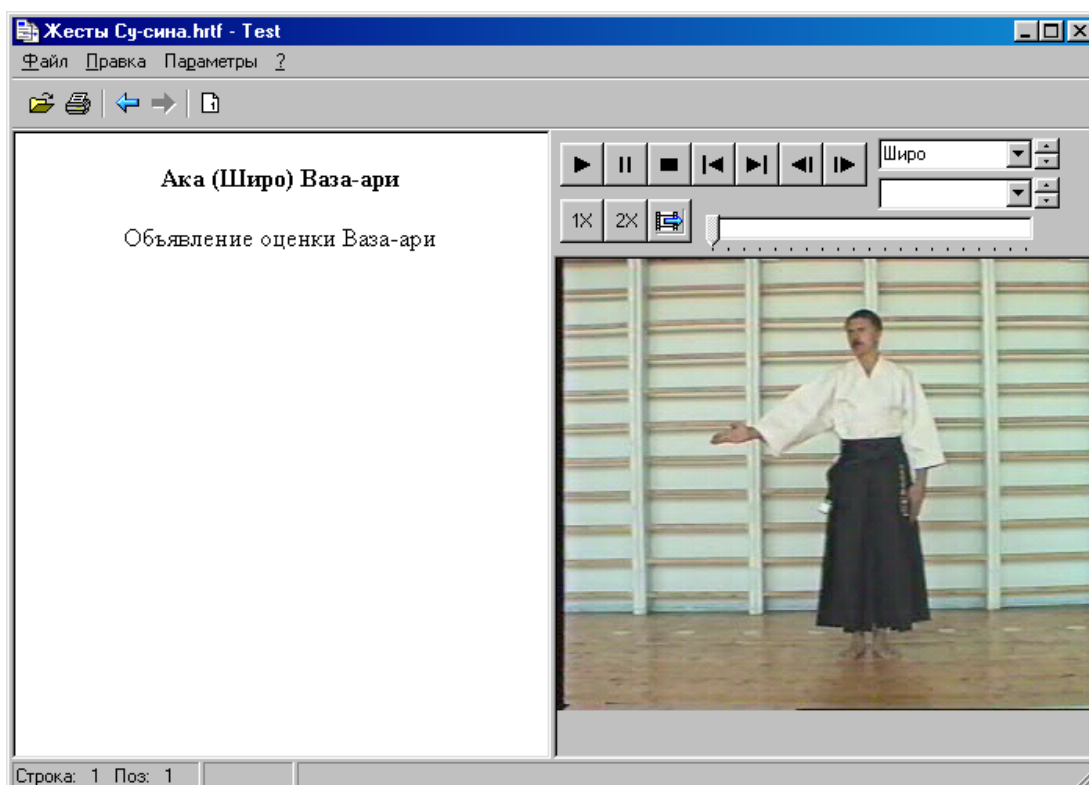 Жесты Су-сина.hrtf - Test
Файл Правка Параметры ?
Ака (Широ) Ваза-ари
Объявление оценки Ваза-ари
Широ
1X 2X
Строка: 1 Поз: 1